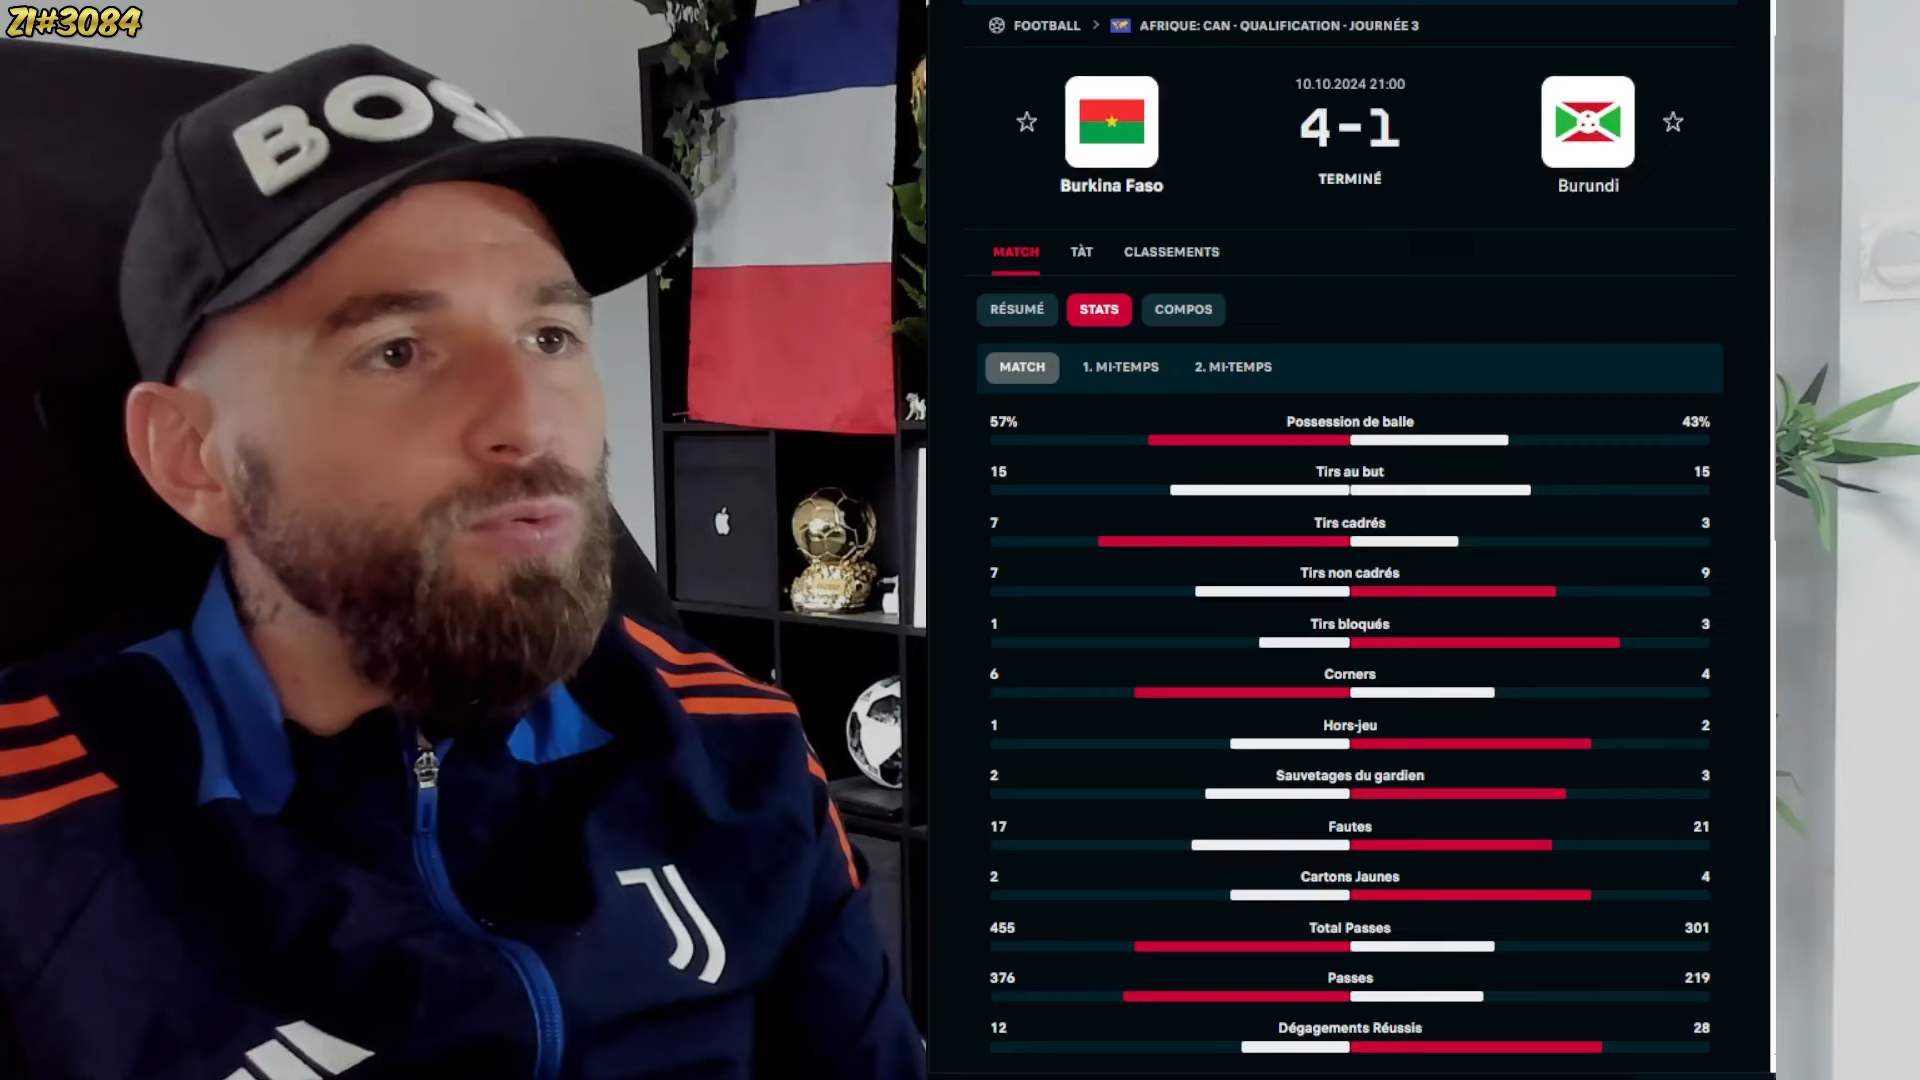 ZI#3084
BOSS
FOOTBALL > AFRIQUE: CAN - QUALIFICATION - JOURNÉE 3
10.10.2024 21:00
4-1
TERMINÉ
Burkina Faso
Burundi
MATCH TÀT CLASSEMENTS
RÉSUMÉ STATS COMPOS
MATCH 1. MI-TEMPS 2. MI-TEMPS
57% Possession de balle 43%
15 Tirs au but 15
7 Tirs cadrés 3
7 Tirs non cadrés 9
1 Tirs bloqués 3
6 Corners 4
1 Hors-jeu 2
2 Sauvetages du gardien 3
17 Fautes 21
2 Cartons Jaunes 4
455 Total Passes 301
376 Passes 219
12 Dégagements Réussis 28